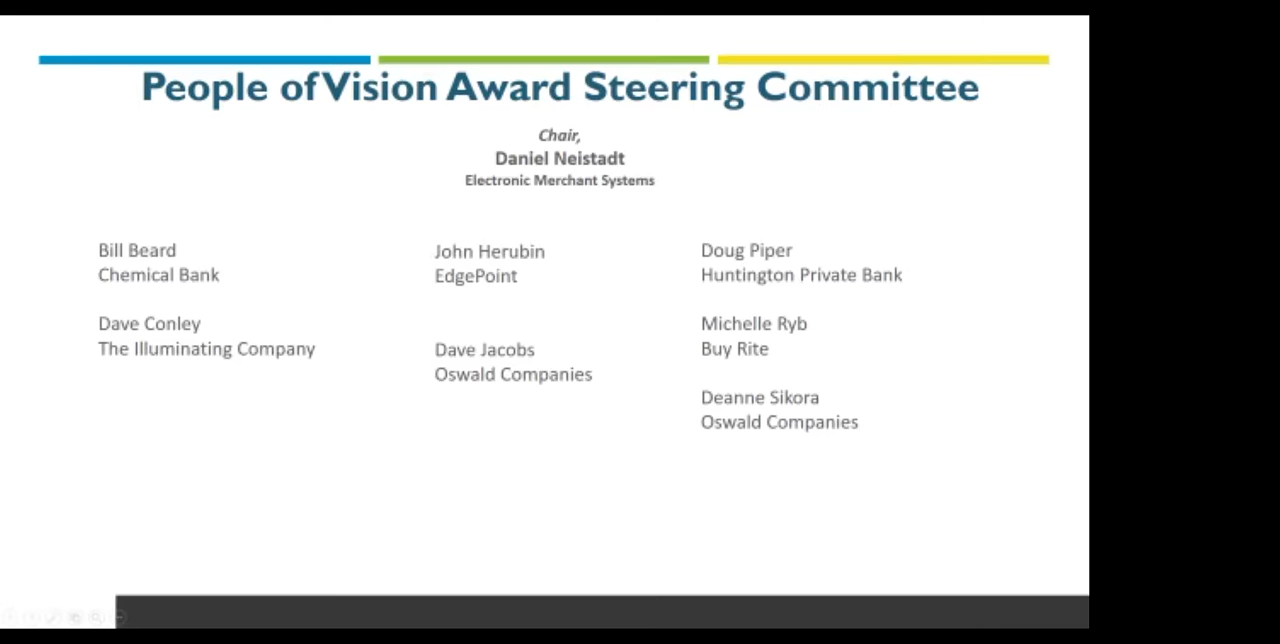 People of Vision Award Steering Committee
Chair,
Daniel Neistadt
Electronic Merchant Systems
Bill Beard
Chemical Bank
Dave Conley
The Illuminating Company
John Herubin
EdgePoint
Dave Jacobs
Oswald Companies
Doug Piper
Huntington Private Bank
Michelle Ryb
Buy Rite
Deanne Sikora
Oswald Companies